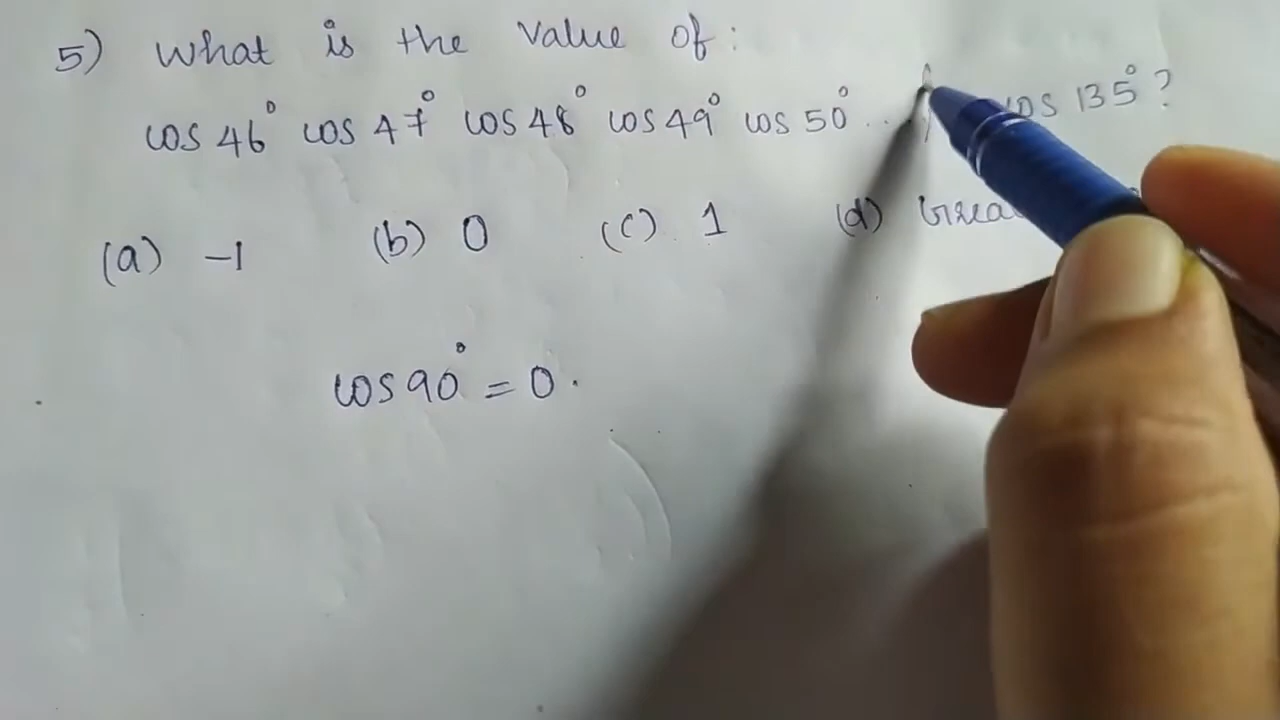 5) What is the value of:
cos 46° cos 47° cos 48° cos 49° cos 50° ... cos 135°?
(a) -1 (b) 0 (c) 1 (d)
cos 90° = 0.